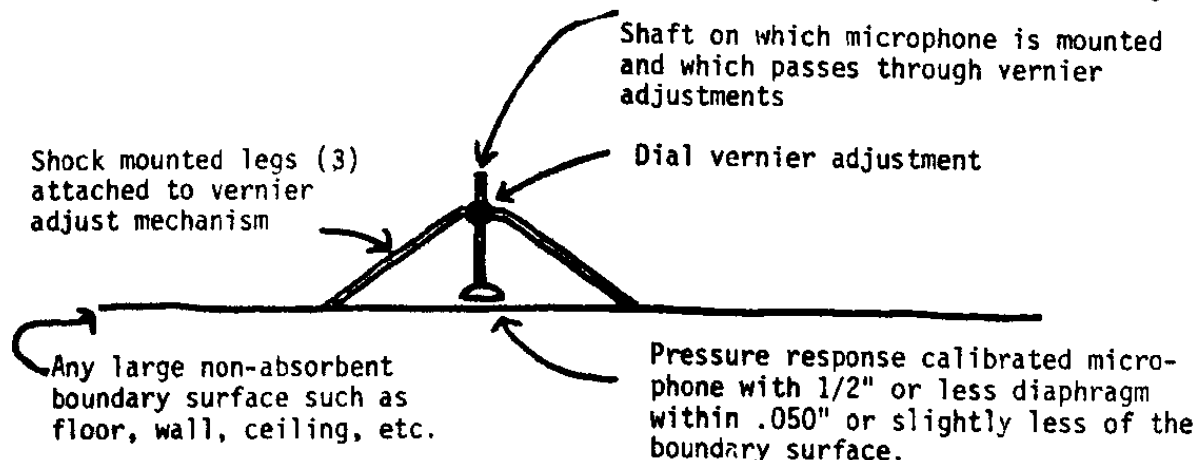 Shaft on which microphone is mounted
and which passes through vernier
adjustments
Dial vernier adjustment
Shock mounted legs (3)
attached to vernier
adjust mechanism
Any large non-absorbent
boundary surface such as
floor, wall, ceiling, etc.
Pressure response calibrated micro-
phone with 1/2" or less diaphragm
within .050" or slightly less of the
boundary surface.